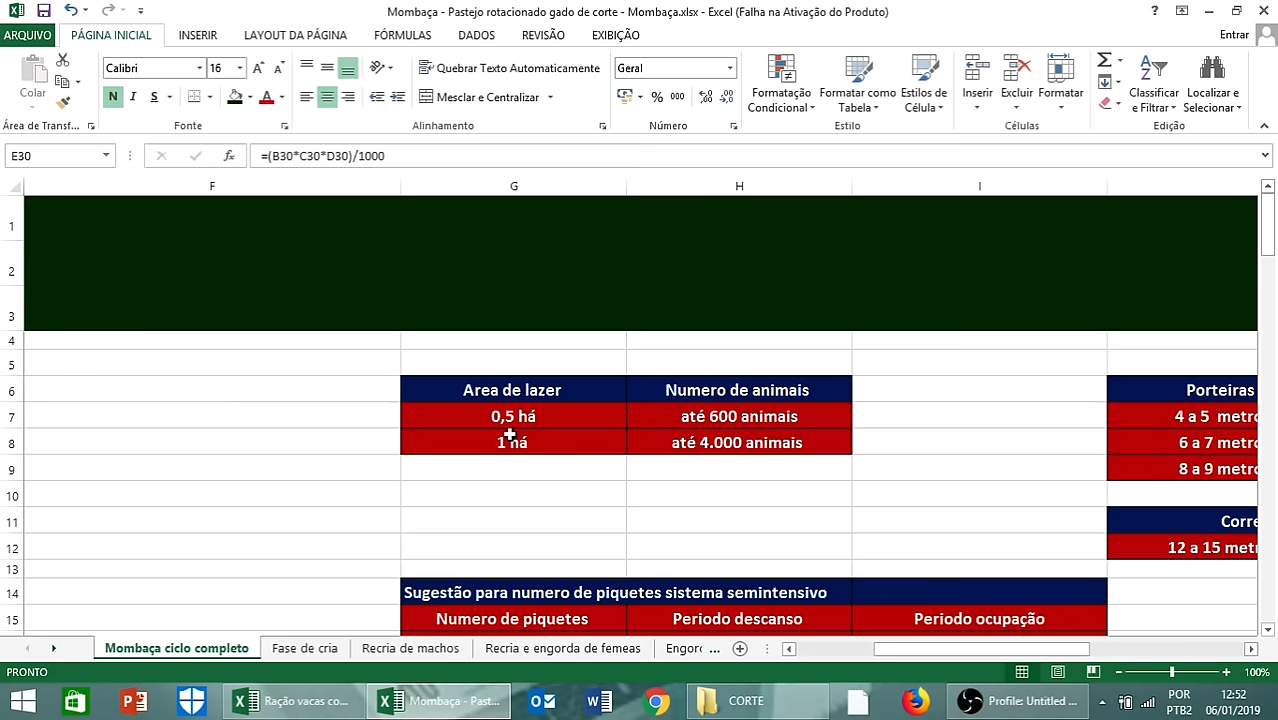 Mombaça - Pastejo rotacionado gado de corte - Mombaça.xlsx - Excel (Falha na Ativação do Produto)
ARQUIVO PÁGINA INICIAL INSERIR LAYOUT DA PÁGINA FÓRMULAS DADOS REVISÃO EXIBIÇÃO Entrar
Colar
Calibri 16
N I S
Quebrar Texto Automaticamente
Mesclar e Centralizar
Geral
% 000
Formatação Condicional
Formatar como Tabela
Estilos de Célula
Inserir Excluir Formatar
Classificar e Filtrar
Localizar e Selecionar
Área de Transf... Fonte Alinhamento Número Estilo Células Edição
E30 fx =(B30*C30*D30)/1000
F G H I
1
2
3
4
5
6 Area de lazer Numero de animais Porteiras
7 0,5 há até 600 animais 4 a 5 metro
8 1 há até 4.000 animais 6 a 7 metro
9 8 a 9 metro
10
11 Corre
12 12 a 15 metr
13
14 Sugestão para numero de piquetes sistema semintensivo
15 Numero de piquetes Periodo descanso Periodo ocupação
Mombaça ciclo completo Fase de cria Recria de machos Recria e engorda de femeas Engor ...
PRONTO 100%
Ração vacas co... Mombaça - Past... CORTE Profile: Untitled ... POR PTB2 12:52 06/01/2019